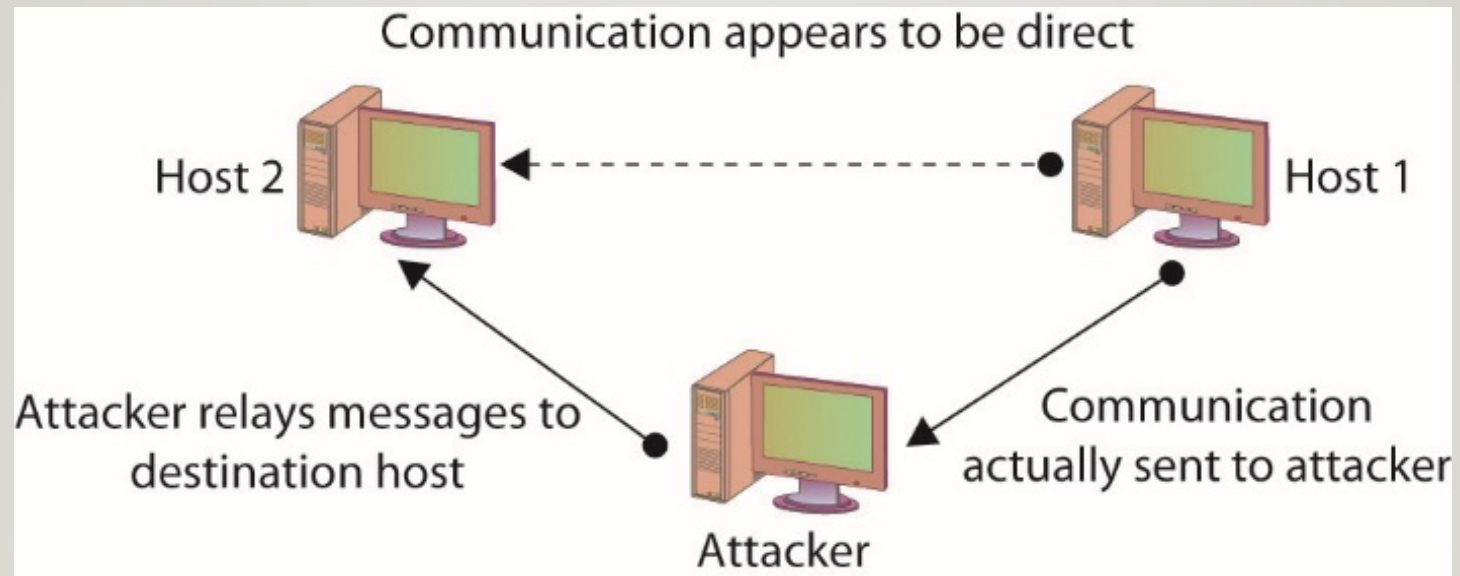 Communication appears to be direct
Host 2
Host 1
Attacker relays messages to
destination host
Communication
actually sent to attacker
Attacker